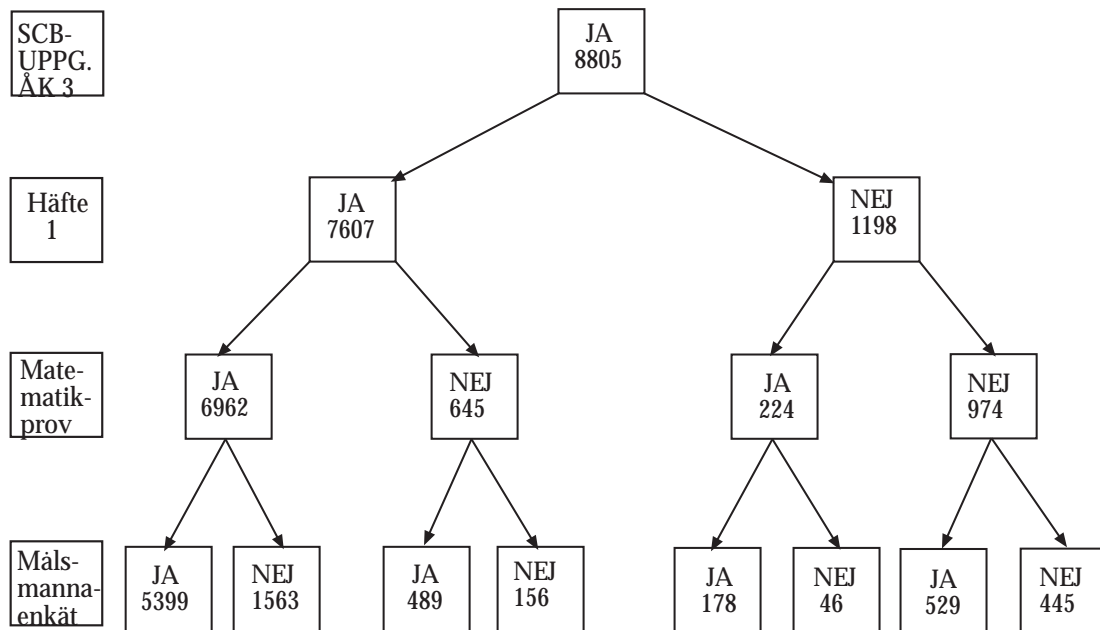 SCB-
UPPG.
ÅK 3
JA
8805
Häfte
1
JA
7607
NEJ
1198
Mate-
matik-
prov
JA
6962
NEJ
645
JA
224
NEJ
974
Måls-
manna-
enkät
JA
5399
NEJ
1563
JA
489
NEJ
156
JA
178
NEJ
46
JA
529
NEJ
445